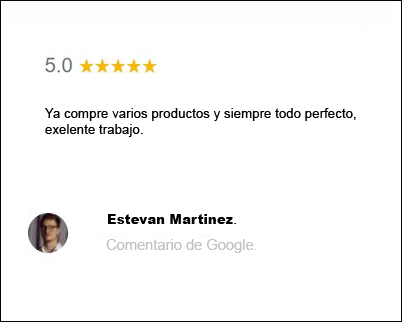 5.0 ★★★★★
Ya compre varios productos y siempre todo perfecto,
exelente trabajo.
Estevan Martinez.
Comentario de Google.